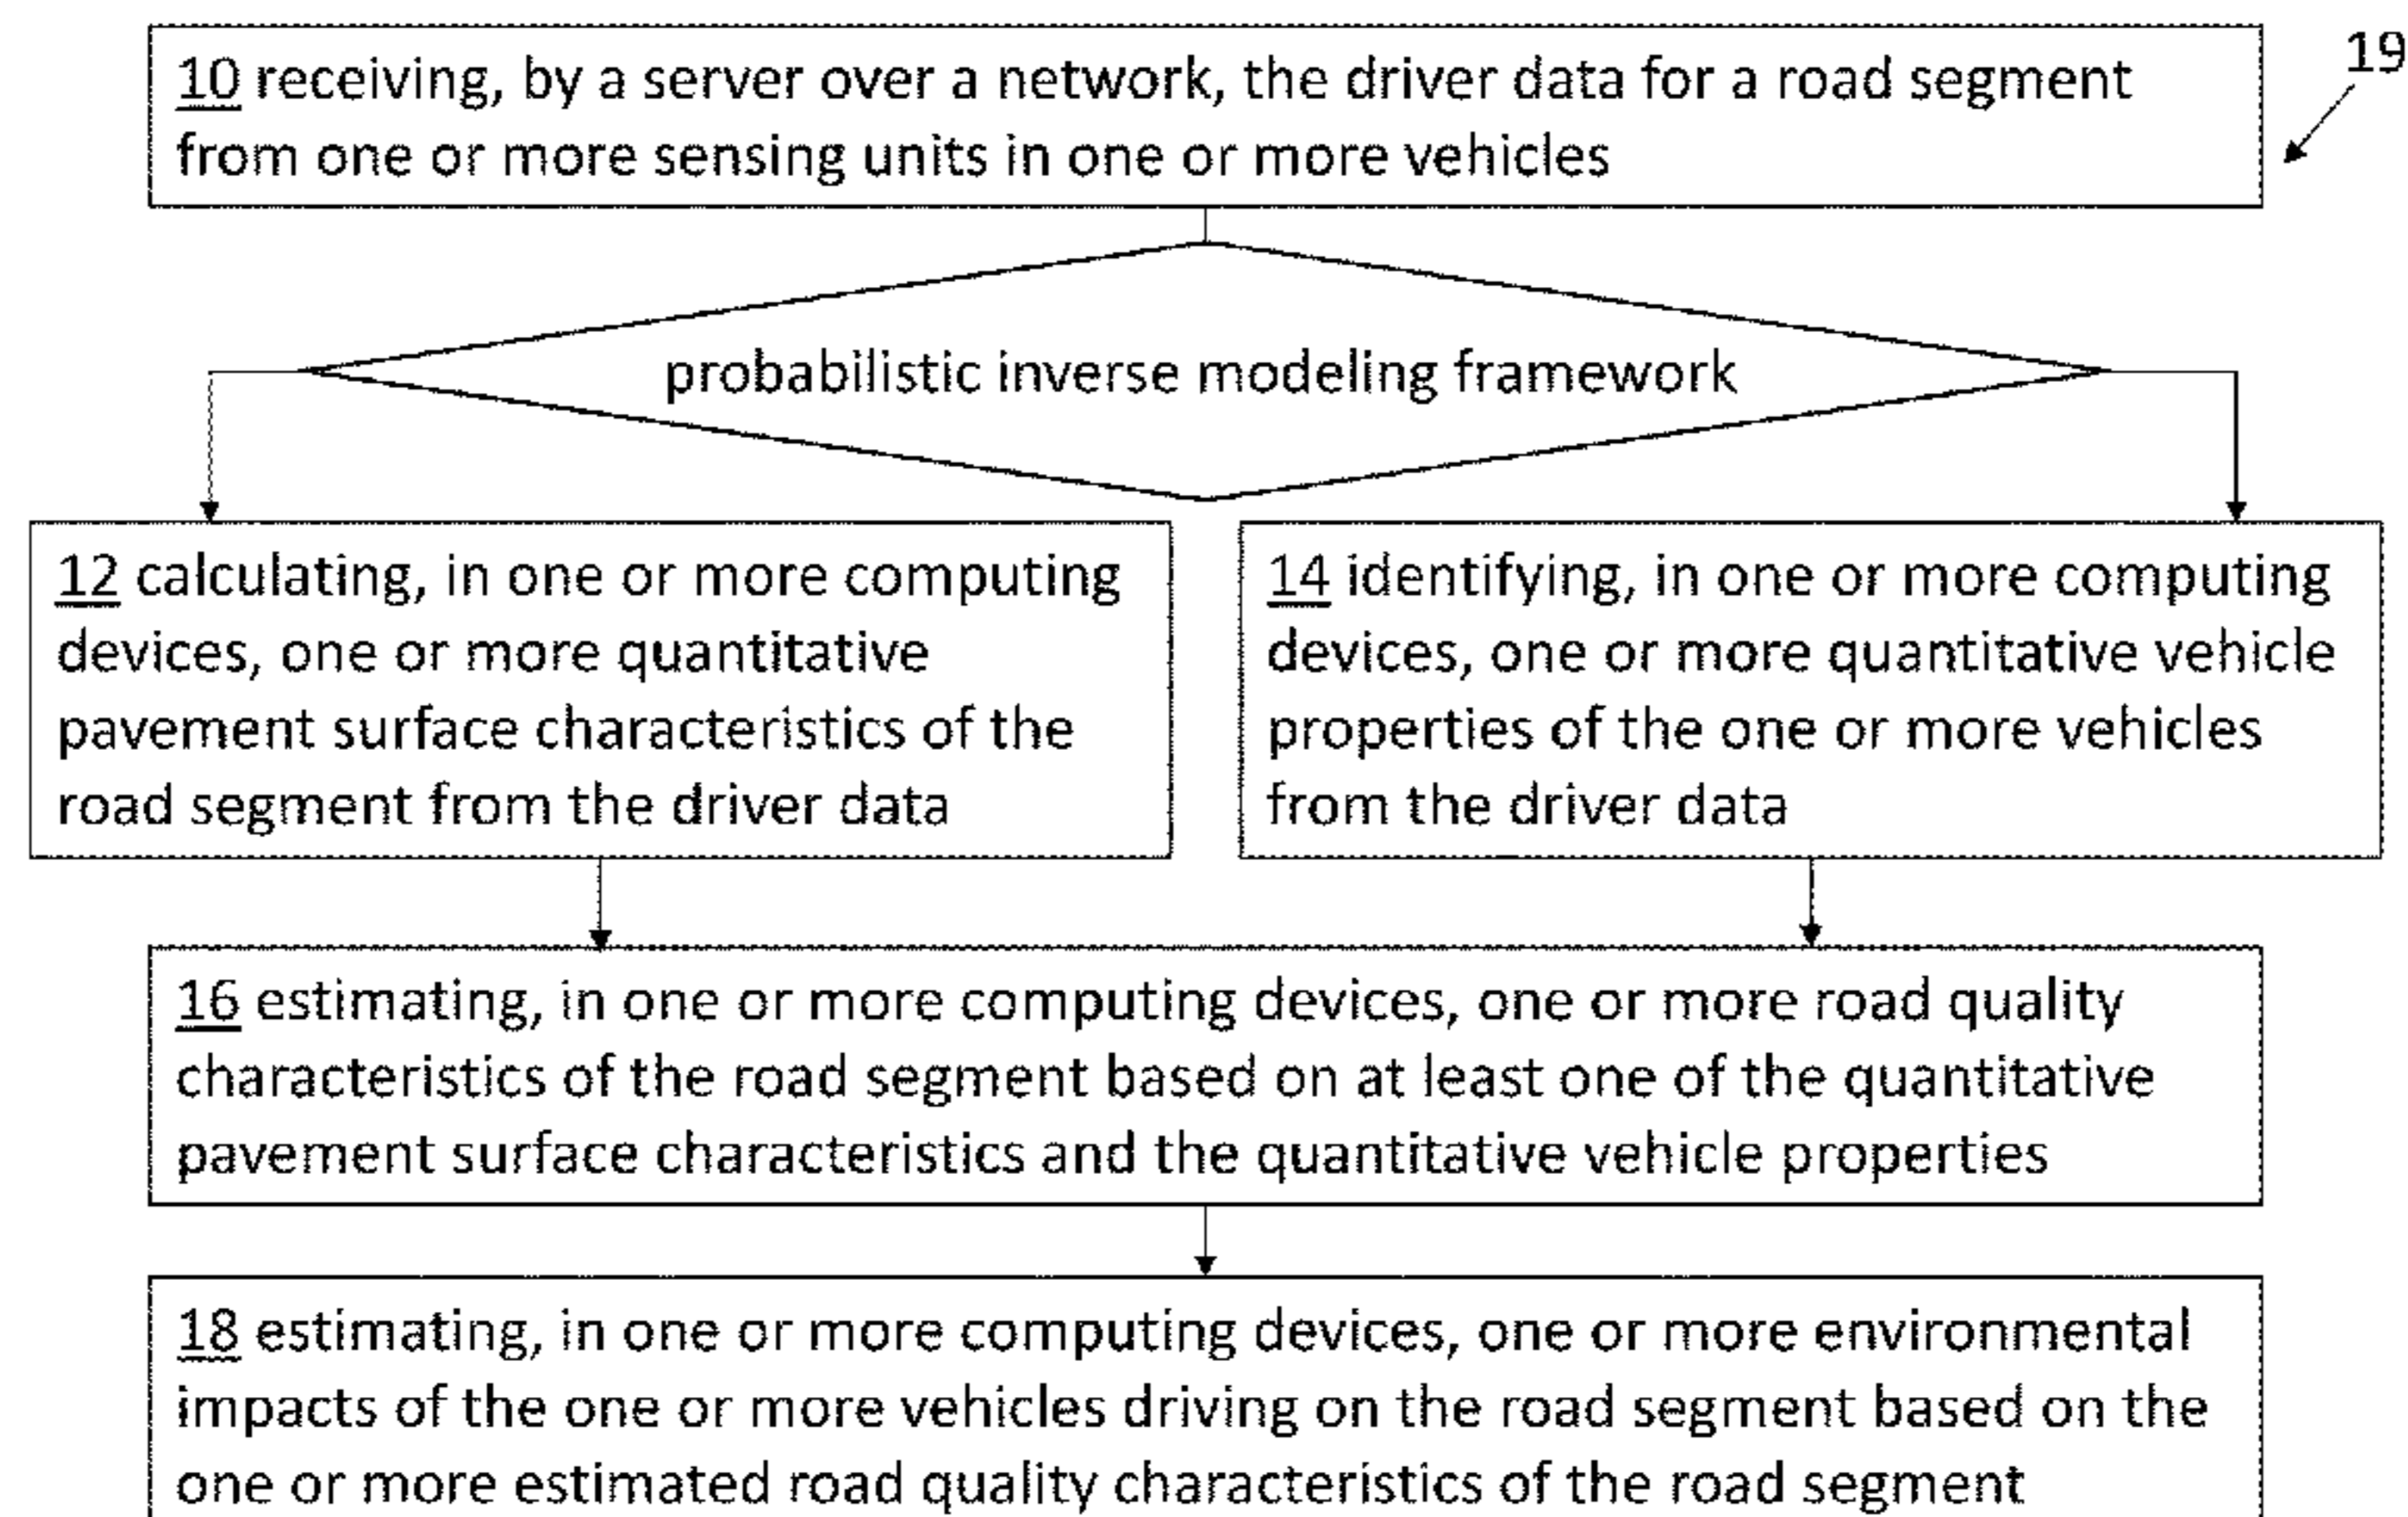 10 receiving, by a server over a network, the driver data for a road segment
from one or more sensing units in one or more vehicles
19
probabilistic inverse modeling framework
12 calculating, in one or more computing
devices, one or more quantitative
pavement surface characteristics of the
road segment from the driver data
14 identifying, in one or more computing
devices, one or more quantitative vehicle
properties of the one or more vehicles
from the driver data
16 estimating, in one or more computing devices, one or more road quality
characteristics of the road segment based on at least one of the quantitative
pavement surface characteristics and the quantitative vehicle properties
18 estimating, in one or more computing devices, one or more environmental
impacts of the one or more vehicles driving on the road segment based on the
one or more estimated road quality characteristics of the road segment